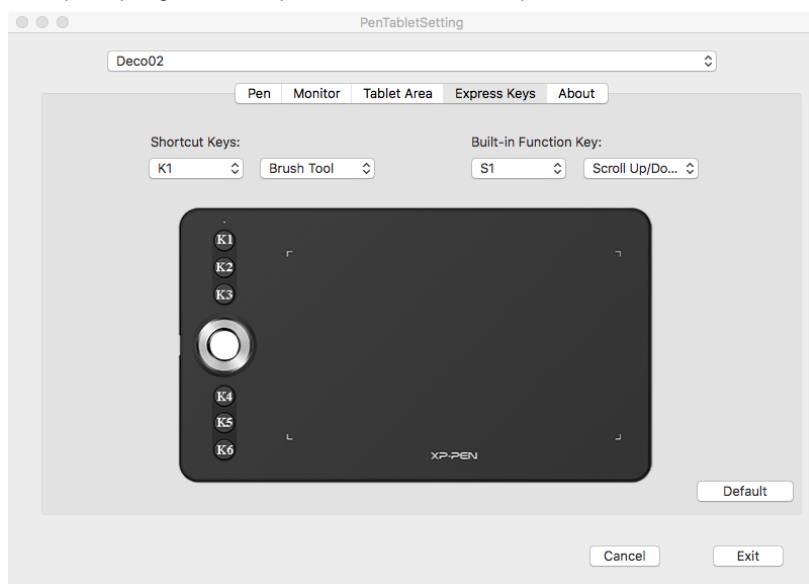 PenTabletSetting
Deco02
Pen Monitor Tablet Area Express Keys About
Shortcut Keys: Built-in Function Key:
K1 Brush Tool S1 Scroll Up/Do...
K1
K2
K3
K4
K5
K6
XP-PEN
Default
Cancel Exit